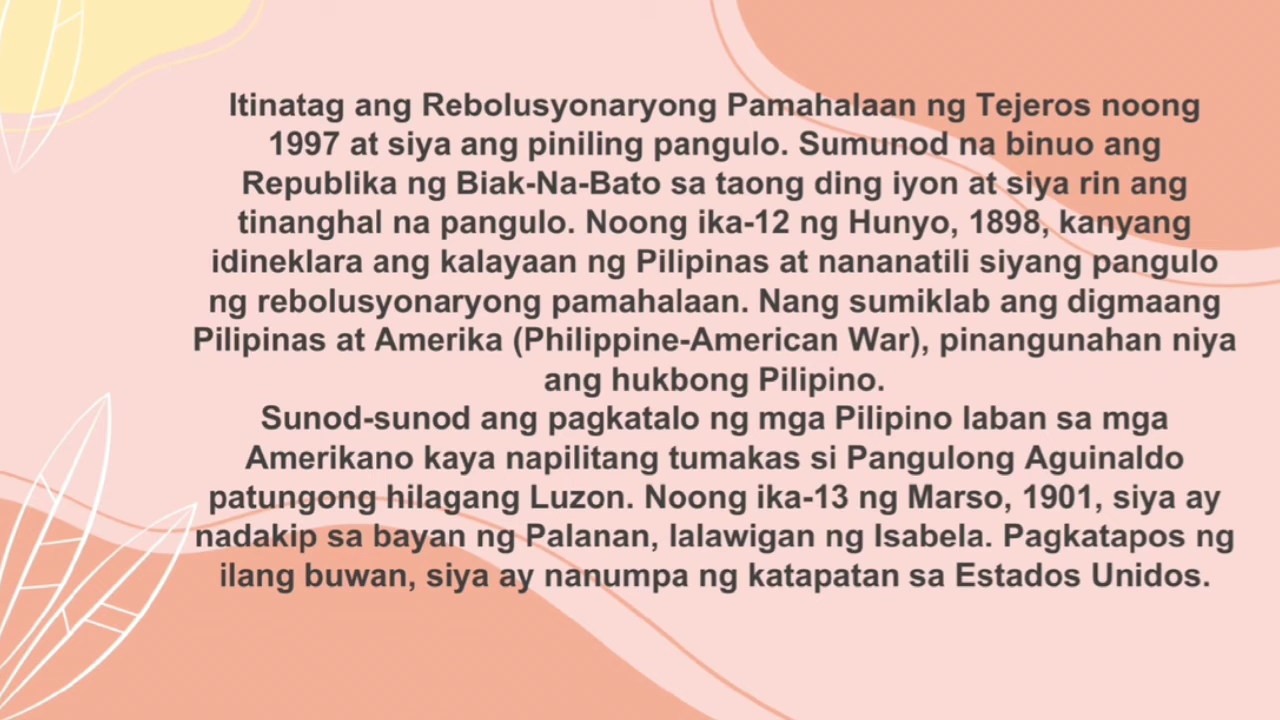 Itinatag ang Rebolusyonaryong Pamahalaan ng Tejeros noong
1997 at siya ang piniling pangulo. Sumunod na binuo ang
Republika ng Biak-Na-Bato sa taong ding iyon at siya rin ang
tinanghal na pangulo. Noong ika-12 ng Hunyo, 1898, kanyang
idineklara ang kalayaan ng Pilipinas at nananatili siyang pangulo
ng rebolusyonaryong pamahalaan. Nang sumiklab ang digmaang
Pilipinas at Amerika (Philippine-American War), pinangunahan niya
ang hukbong Pilipino.
Sunod-sunod ang pagkatalo ng mga Pilipino laban sa mga
Amerikano kaya napilitang tumakas si Pangulong Aguinaldo
patungong hilagang Luzon. Noong ika-13 ng Marso, 1901, siya ay
nadakip sa bayan ng Palanan, lalawigan ng Isabela. Pagkatapos ng
ilang buwan, siya ay nanumpa ng katapatan sa Estados Unidos.